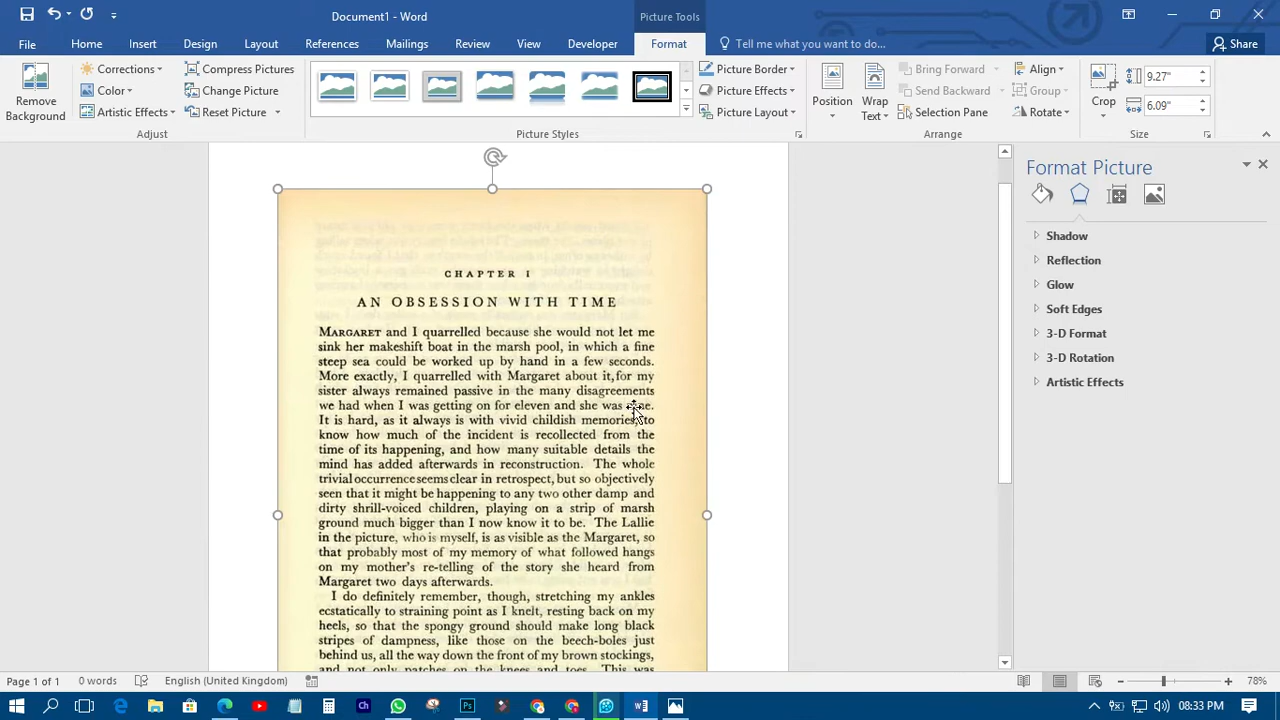 Document1 - Word
Picture Tools
File Home Insert Design Layout References Mailings Review View Developer Format Tell me what you want to do... Share
Remove Background
Corrections
Color
Artistic Effects
Compress Pictures
Change Picture
Reset Picture
Adjust
Picture Styles
Picture Border
Picture Effects
Picture Layout
Position
Wrap Text
Bring Forward
Send Backward
Selection Pane
Align
Group
Rotate
Arrange
Crop
9.27"
6.09"
Size
CHAPTER I
AN OBSESSION WITH TIME
MARGARET and I quarrelled because she would not let me
sink her makeshift boat in the marsh pool, in which a fine
steep sea could be worked up by hand in a few seconds.
More exactly, I quarrelled with Margaret about it, for my
sister always remained passive in the many disagreements
we had when I was getting on for eleven and she was
It is hard, as it always is with vivid childish memories, to
know how much of the incident is recollected from the
time of its happening, and how many suitable details the
mind has added afterwards in reconstruction. The whole
trivial occurrence seems clear in retrospect, but so objectively
seen that it might be happening to any two other damp and
dirty shrill-voiced children, playing on a strip of marsh
ground much bigger than I now know it to be. The Lallie
in the picture, who is myself, is as visible as the Margaret, so
that probably most of my memory of what followed hangs
on my mother's re-telling of the story she heard from
Margaret two days afterwards.
I do definitely remember, though, stretching my ankles
ecstatically to straining point as I knelt, resting back on my
heels, so that the spongy ground should make long black
stripes of dampness, like those on the beech-boles just
behind us, all the way down the front of my brown stockings,
and not only patches on the knees and toes. This was
Format Picture
Shadow
Reflection
Glow
Soft Edges
3-D Format
3-D Rotation
Artistic Effects
Page 1 of 1 0 words English (United Kingdom) 78%
08:33 PM